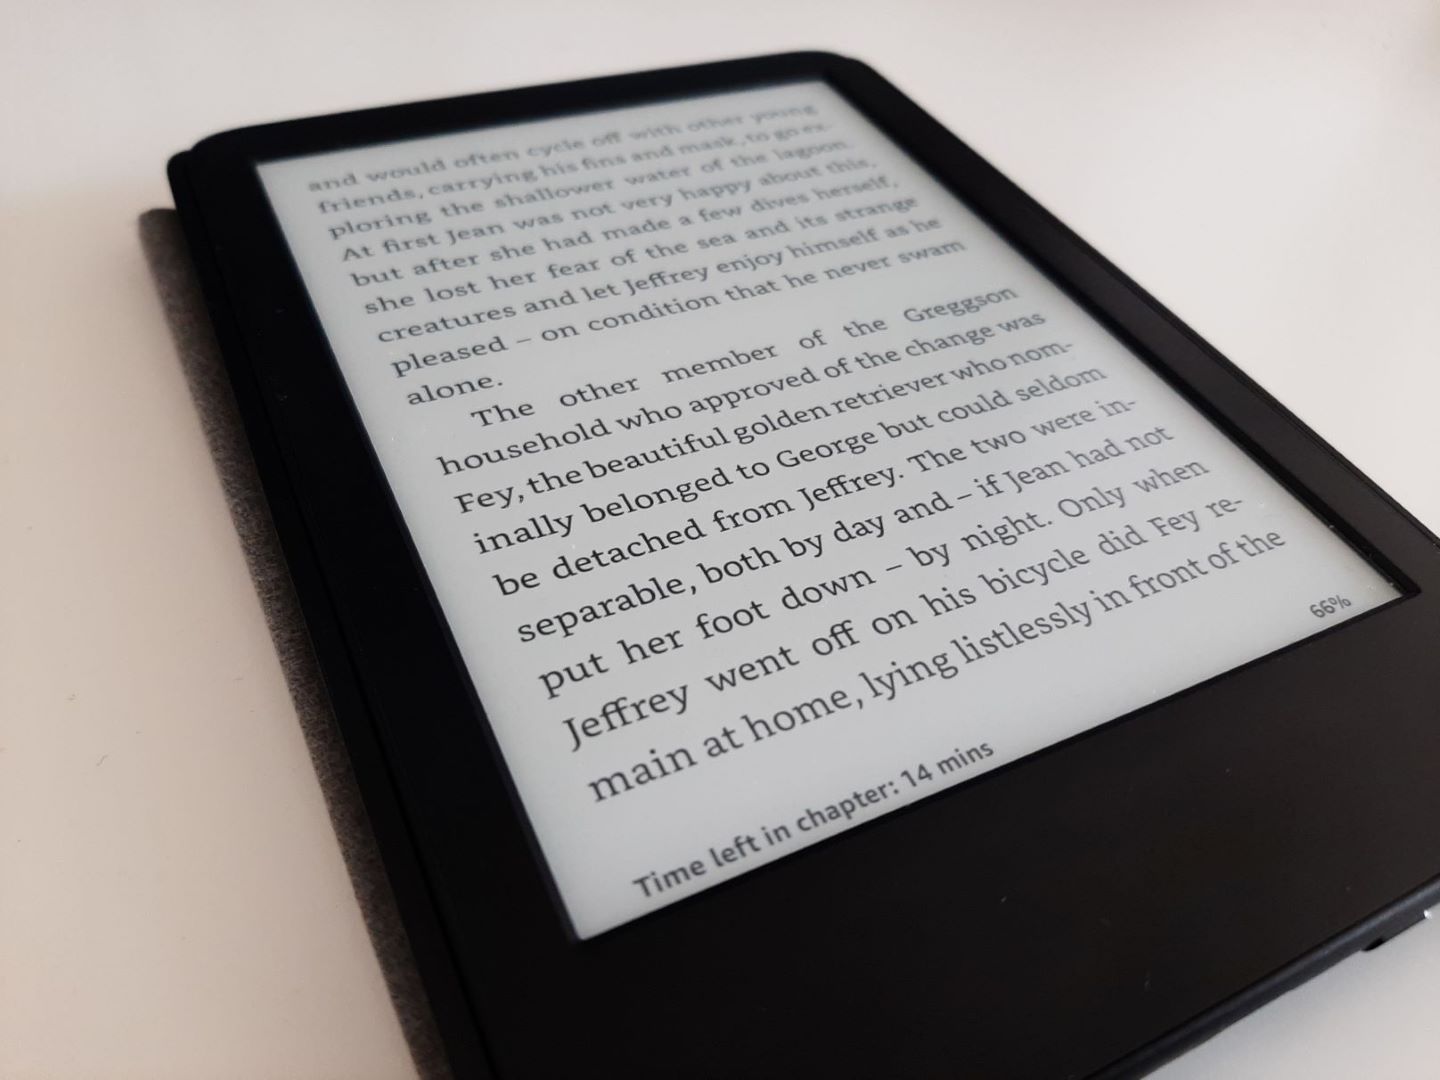 and would often cycle off with other young
friends, carrying his fins and mask, to go ex-
ploring the shallower water of the lagoon.
At first Jean was not very happy about this,
but after she had made a few dives herself,
she lost her fear of the sea and its strange
creatures and let Jeffrey enjoy himself as he
pleased – on condition that he never swam
alone.
The other member of the Greggson
household who approved of the change was
Fey, the beautiful golden retriever who nom-
inally belonged to George but could seldom
be detached from Jeffrey. The two were in-
separable, both by day and – if Jean had not
put her foot down – by night. Only when
Jeffrey went off on his bicycle did Fey re-
main at home, lying listlessly in front of the
Time left in chapter: 14 mins
66%